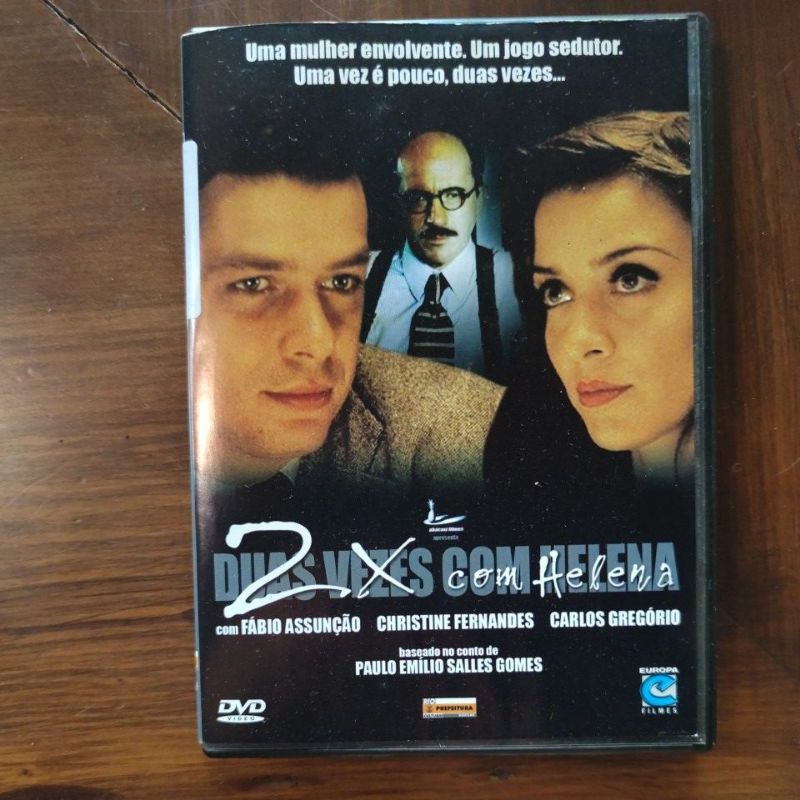 Uma mulher envolvente. Um jogo sedutor.
Uma vez é pouco, duas vezes...
apresenta
DUAS VEZES COM HELENA
2x com Helena
com FÁBIO ASSUNÇÃO CHRISTINE FERNANDES CARLOS GREGÓRIO
baseado no conto de
PAULO EMÍLIO SALLES GOMES
DVD
VIDEO
RIO
PREFEITURA
EUROPA
FILMES